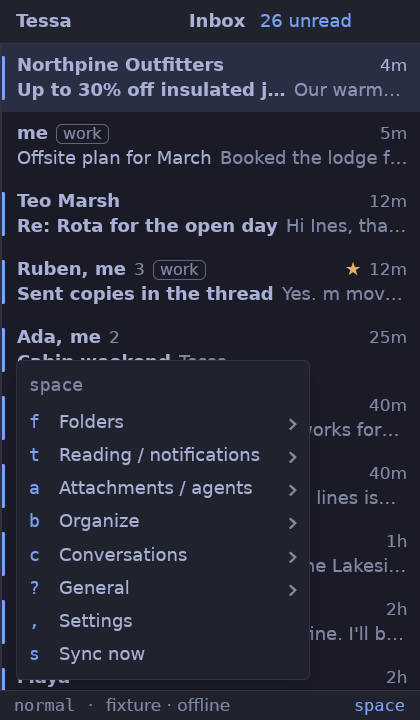 Tessa Inbox 26 unread
Northpine Outfitters 4m
Up to 30% off insulated j… Our warm…
me work 5m
Offsite plan for March Booked the lodge f…
Teo Marsh 12m
Re: Rota for the open day Hi Ines, tha…
Ruben, me 3 work ★ 12m
Sent copies in the thread Yes. m mov…
Ada, me 2 25m
space
f Folders
t Reading / notifications
a Attachments / agents
b Organize
c Conversations
? General
, Settings
s Sync now
40m
works for…
40m
lines is…
1h
Lakesi…
2h
I'll b…
2h
normal · fixture · offline space